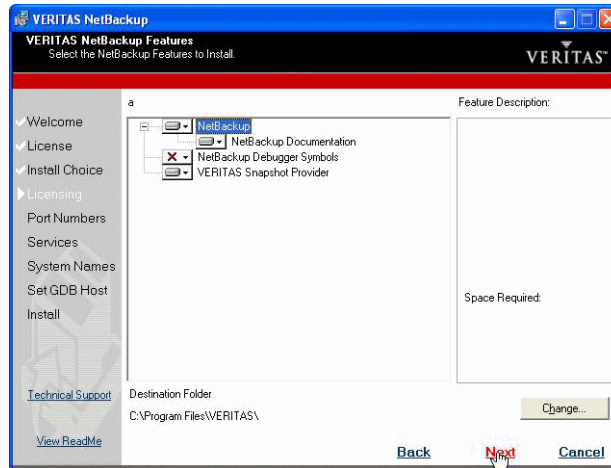 VERITAS NetBackup
VERITAS NetBackup Features
Select the NetBackup Features to Install.
VERITAS
a
Feature Description:
Welcome
License
Install Choice
Licensing
Port Numbers
Services
System Names
Set GDB Host
Install
NetBackup
NetBackup Documentation
NetBackup Debugger Symbols
VERITAS Snapshot Provider
Space Required:
Technical Support
View ReadMe
Destination Folder
C:\Program Files\VERITAS\
Change...
Back
Next
Cancel